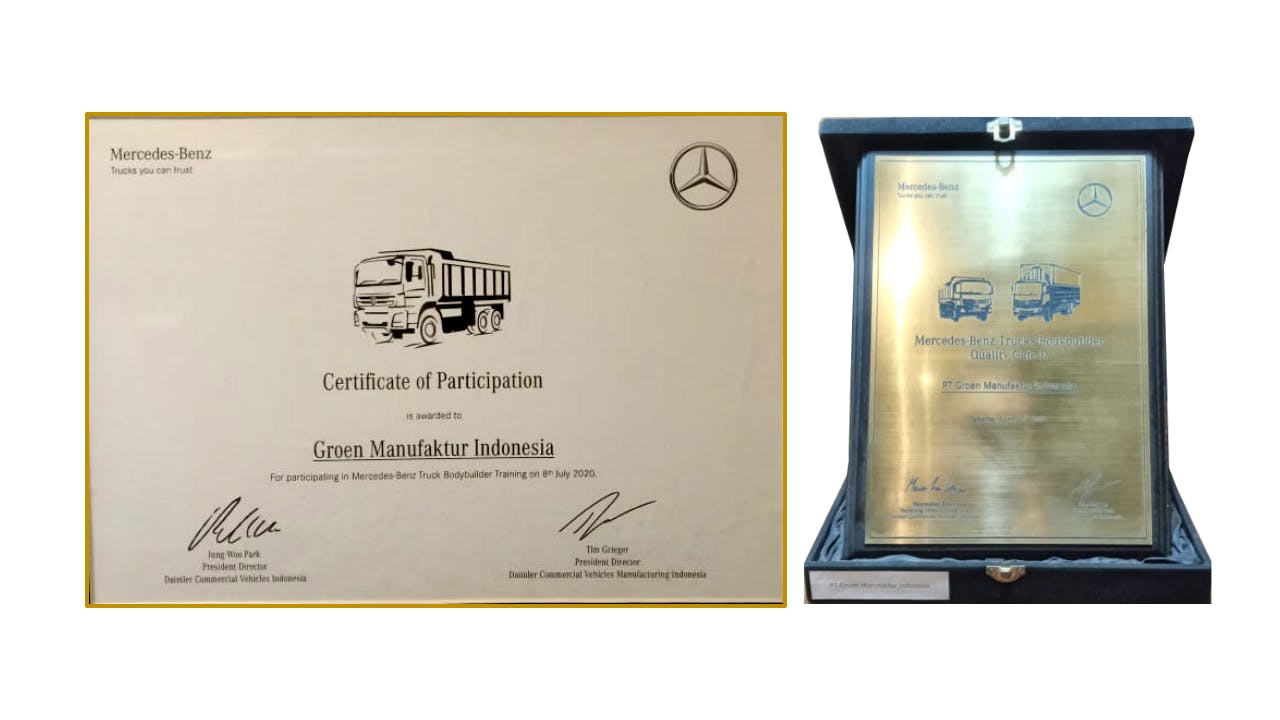 Mercedes-Benz
Trucks you can trust
Certificate of Participation
is awarded to
Groen Manufaktur Indonesia
For participating in Mercedes-Benz Truck Bodybuilder Training on 8th July 2020.
Jung-Woo Park
President Director
Daimler Commercial Vehicles Indonesia
Tim Grieger
President Director
Daimler Commercial Vehicles Manufacturing Indonesia
Mercedes-Benz
Trucks you can trust
Mercedes-Benz Trucks Bodybuilder
Quality
PT Groen Manufaktur Indonesia
PT Groen Manufaktur Indonesia